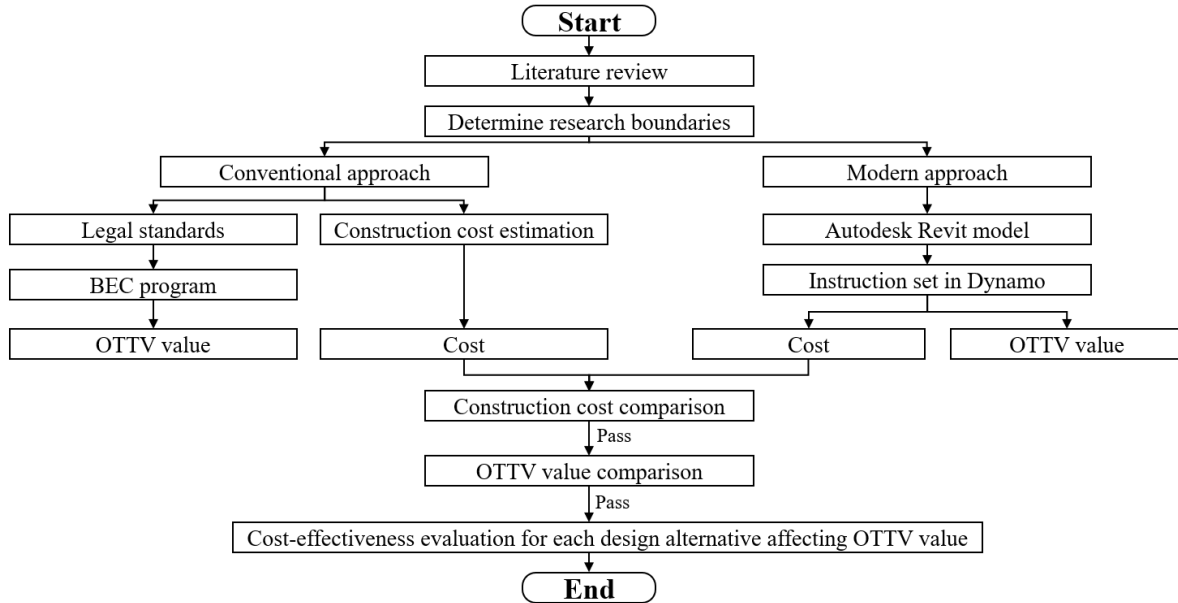 Start
Literature review
Determine research boundaries
Conventional approach
Modern approach
Legal standards
Construction cost estimation
Autodesk Revit model
BEC program
Instruction set in Dynamo
OTTV value
Cost
Cost
OTTV value
Construction cost comparison
Pass
OTTV value comparison
Pass
Cost-effectiveness evaluation for each design alternative affecting OTTV value
End